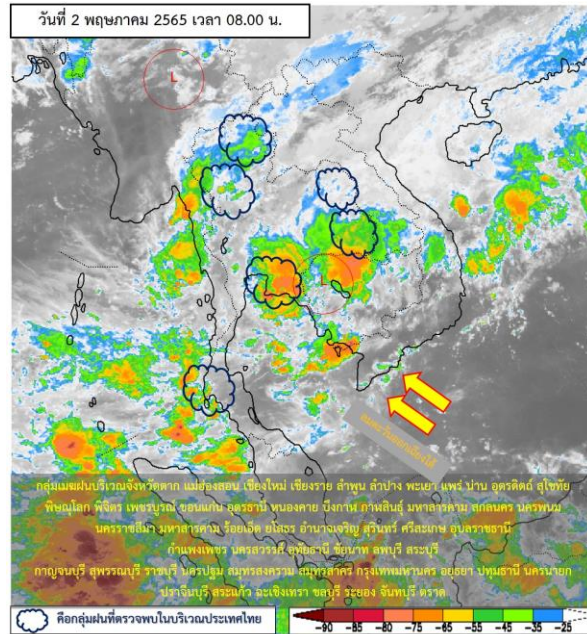 วันที่ 2 พฤษภาคม 2565 เวลา 08.00 น.
L
L
ลมตะวันออกเฉียงใต้
กลุ่มเมฆฝนบริเวณจังหวัดตาก แม่ฮ่องสอน เชียงใหม่ เชียงราย ลำพูน ลำปาง พะเยา แพร่ น่าน อุตรดิตถ์ สุโขทัย
พิษณุโลก พิจิตร เพชรบูรณ์ ขอนแก่น อุดรธานี หนองคาย บึงกาฬ กาฬสินธุ์ มหาสารคาม สกลนคร นครพนม
นครราชสีมา มหาสารคาม ร้อยเอ็ด ยโสธร อำนาจเจริญ สุรินทร์ ศรีสะเกษ อุบลราชธานี
กำแพงเพชร นครสวรรค์ อุทัยธานี ชัยนาท ลพบุรี สระบุรี
กาญจนบุรี สุพรรณบุรี ราชบุรี นครปฐม สมุทรสงคราม สมุทรสาคร กรุงเทพมหานคร อยุธยา ปทุมธานี นครนายก
ปราจีนบุรี สระแก้ว ฉะเชิงเทรา ชลบุรี ระยอง จันทบุรี ตราด
คือกลุ่มฝนที่ตรวจพบในบริเวณประเทศไทย
-90 -80 -75 -70 -65 -60 -55 -50 -45 -40 -35 -25